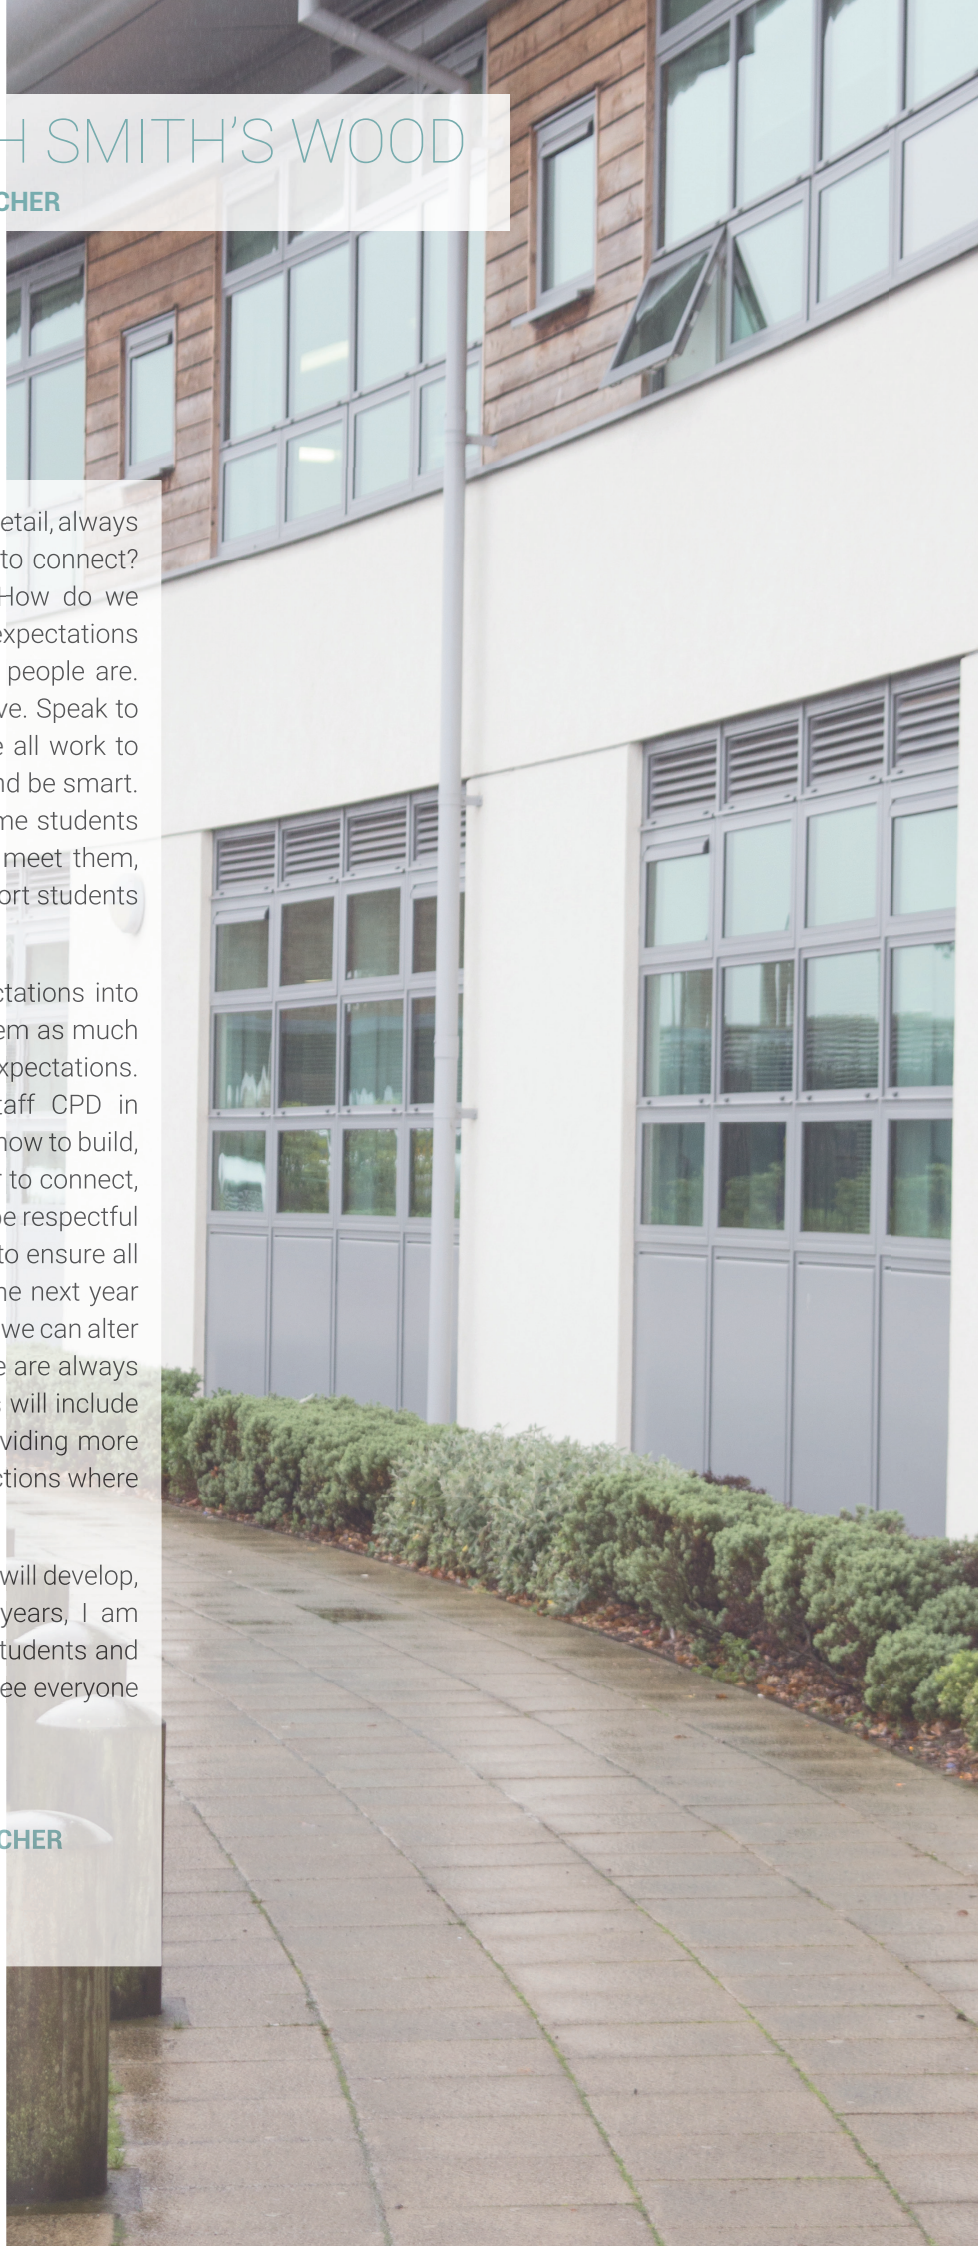 H SMITH'S WOOD
CHER
etail, always
to connect?
How do we
expectations
people are.
ve. Speak to
e all work to
nd be smart.
me students
meet them,
ort students
ctations into
em as much
xpectations.
taff CPD in
how to build,
r to connect,
be respectful
to ensure all
he next year
we can alter
e are always
s will include
viding more
ctions where
will develop,
years, I am
students and
ee everyone
CHER